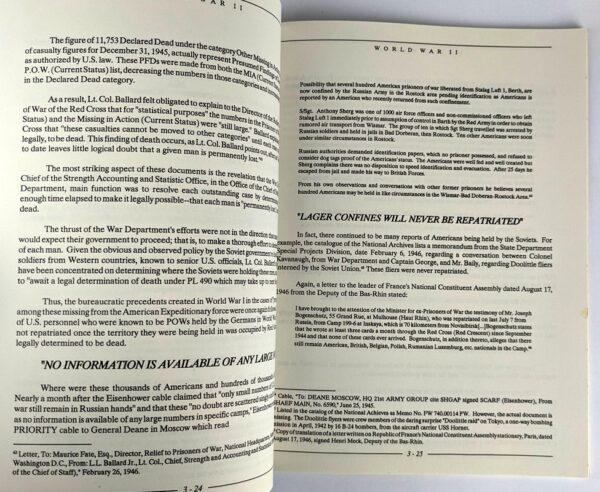 W A R I I
The figure of 11,753 Declared Dead under the category Other Missing in
of casualty figures for December 31, 1945, actually represent Presumed Findings of
as authorized by U.S. law. These PFDs were made from both the MIA (Current
P.O.W. (Current Status) list, decreasing the numbers in those categories and
in the Declared Dead category.
As a result, Lt. Col. Ballard felt obligated to explain to the Director of the
of War of the Red Cross that for "statistical purposes" the numbers in the Prisoner
Status) and the Missing in Action (Current Status) were "still large." Ballard
Cross that "these casualties cannot be moved to other categories" until each
legally, to be dead. This finding of death occurs, as Lt. Col. Ballard points out, when
to date leaves little logical doubt that a given man is permanently lost."
The most striking aspect of these documents is the revelation that the War
Chief of the Strength Accounting and Statistic Office, in the Office of the Chief of
Department, main function was to resolve each outstanding case by determining
enough time elapsed to make it legally possible--that each man is "permanently lost"
dead.
The thrust of the War Department's efforts were not in the direction that
would expect their government to proceed; that is, to make a thorough effort to
of each man. Given the obvious and observed policy by the Soviet government to hold
soldiers from Western countries, known to senior U.S. officials, Lt. Col.
have been concentrated on determining where the Soviets were holding these men,
to "await a legal determination of death under PL 490 which may take up to
Thus, the bureaucratic precedents created in World War I in the case of
among these missing from the American Expeditionary force were once again followed
of U.S. personnel who were known to be POWs held by the Germans in World War
not repatriated once the territory they were being held in was occupied by Red
legally determined to be dead.
"NO INFORMATION IS AVAILABLE OF ANY LARGE
Where were these thousands of Americans and hundreds of thousands
Nearly a month after the Eisenhower cable claimed that "only small numbers of
war still remain in Russian hands" and that these "no doubt are scattered singly
as no information is available of any large numbers in specific camps," Eisenhower
PRIORITY cable to General Deane in Moscow which read
Letter, To: Maurice Fate, Esq., Director, Relief to Prisoners of War, National Headquarters,
Washington D.C., From: L.L. Ballard Jr., Lt. Col., Chief, Strength and Accounting and Statistics
of the Chief of Staff)," February 26, 1946.
3 - 24
W O R L D W A R I I
Possibility that several hundred American prisoners of war liberated from Stalag Luft 1, Berth, are
now confined by the Russian Army in the Rostock area pending identification as Americans is
reported by an American who recently returned from such confinement.
S/Sgt. Anthony Sherg was one of 1000 air force officers and non-commissioned officers who left
Stalag Luft 1 immediately prior to assumption of control in Barth by the Red Army in order to obtain
rumored air transport from Wismar. The group of ten in which Sgt Sherg travelled was arrested by
Russian soldiers and held in jails in Bad Doberan, then Rostock. Ten other Americans were soon
under similar circumstances in Rostock.
Russian authorities demanded identification papers, which no prisoner possessed, and refused to
consider dog tags proof of the Americans' status. The Americans were well fed and well treated but
Sherg complains there was no disposition to speed identification and evacuation. After 25 days he
escaped from jail and made his way to British Forces.
From his own observations and conversations with other former prisoners he believes several
hundred Americans may be held in like circumstances in the Wismar-Bad Doberan-Rostock Area.
"LAGER CONFINES WILL NEVER BE REPATRIATED"
In fact, there continued to be many reports of Americans being held by the Soviets. For
example, the catalogue of the National Archives lists a memorandum from the State Department
Special Projects Division, date February 6, 1946, regarding a conversation between Colonel
Kavanaugh, from War Department and Captain George, and Mr. Baily, regarding Doolittle fliers
interned by the Soviet Union. These fliers were never repatriated.
Again, a letter to the leader of France's National Constituent Assembly dated August 17,
1946 from the Deputy of the Bas-Rhin stated:
I have brought to the attention of the Minister for ex-Prisoners of War the testimony of Mr. Joseph
Bogenschutz, 55 Grand Rue, at Mulhouse (Haut Rhin), who was repatriated on last July 7 from
Russia, from Camp 199-6 at Inskaya, which is 70 kilometers from Novisibirsk[...]Bogenschutz states
that he wrote at least three cards a month through the Red Cross (Red Crescent) since September
1944 and that none of these cards ever arrived. Bogenschutz, in addition thereto, alleges that there
still remain American, British, Belgian, Polish, Rumanian Luxemburg, etc. nationals in the Camp.
Cable, "To: DEANE MOSCOW, HQ 21st ARMY GROUP citn SHGAP signed SCARF (Eisenhower), From
SHAEF MAIN, No. 6590," June 25, 1945.
Listed in the catalog of the National Achieves as Memo No. FW 740.00114 PW. However, the actual document is
missing. The Doolittle flyers were crew members of the daring surprise "Doolittle raid" on Tokyo, a one-way bombing
mission in April, 1942 by 16 B-24 bombers, from the aircraft carrier USS Hornet.
Copy of translation of a letter written on Republic of France's National Constituent Assembly stationary, Paris, dated
August 17, 1946, signed Henri Mock, Deputy of the Bas-Rhin.
3 - 25